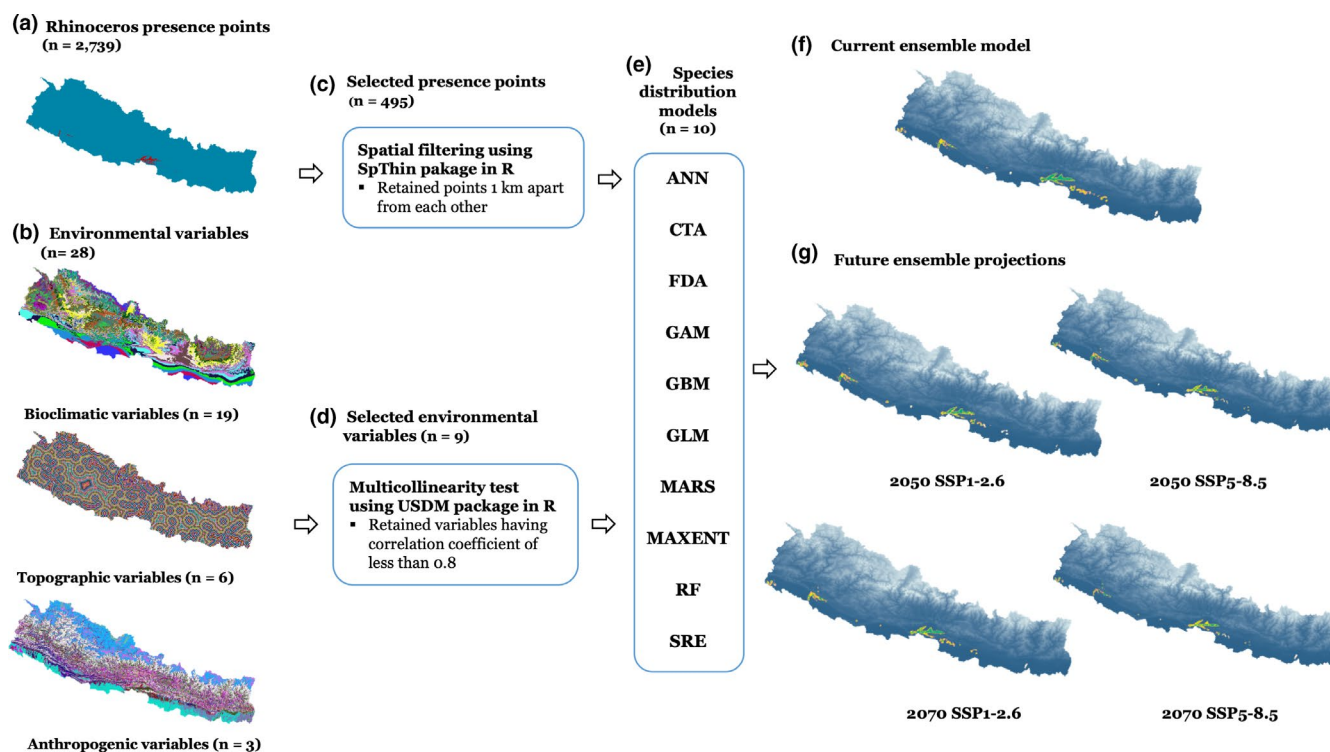 (a) Rhinoceros presence points
(n = 2,739)
(b) Environmental variables
(n= 28)
Bioclimatic variables (n = 19)
Topographic variables (n = 6)
Anthropogenic variables (n = 3)
(c) Selected presence points
(n = 495)
Spatial filtering using
SpThin pakage in R
▪ Retained points 1 km apart
from each other
(d) Selected environmental
variables (n = 9)
Multicollinearity test
using USDM package in R
▪ Retained variables having
correlation coefficient of
less than 0.8
(e) Species
distribution
models
(n = 10)
ANN
CTA
FDA
GAM
GBM
GLM
MARS
MAXENT
RF
SRE
(f) Current ensemble model
(g) Future ensemble projections
2050 SSP1-2.6
2050 SSP5-8.5
2070 SSP1-2.6
2070 SSP5-8.5